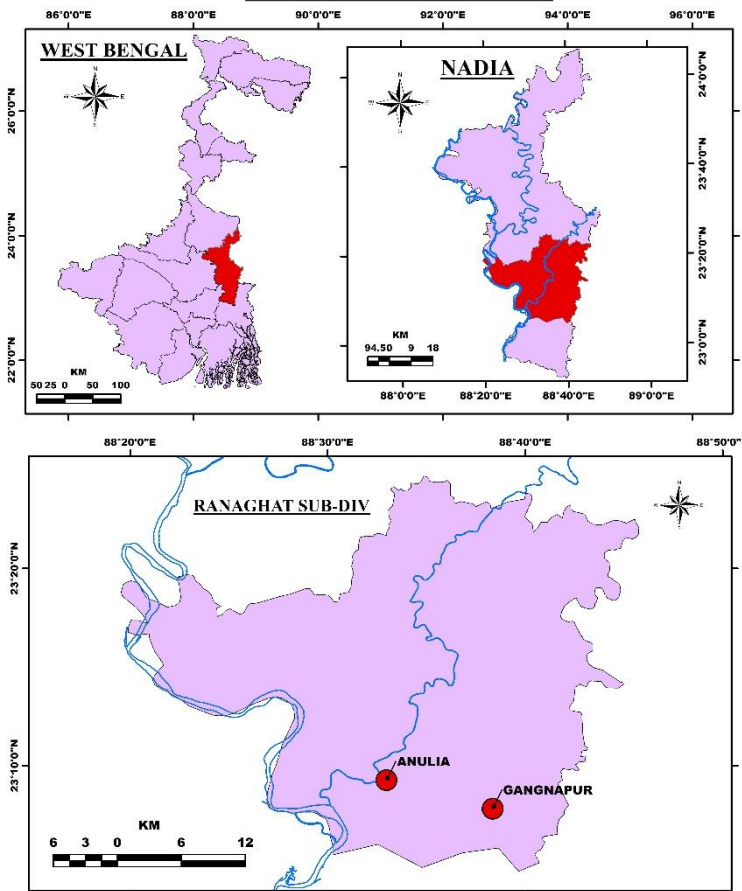 86°0'0"E 88°0'0"E 90°0'0"E 92°0'0"E 94°0'0"E 96°0'0"E
WEST BENGAL
N
W E
S
26°0'0"N
24°0'0"N
22°0'0"N
KM
50 25 0 50 100
NADIA
N
W E
S
24°0'0"N
23°40'0"N
23°20'0"N
23°0'0"N
KM
94.50 9 18
88°0'0"E 88°20'0"E 88°40'0"E 89°0'0"E
88°20'0"E 88°30'0"E 88°40'0"E 88°50'0"E
RANAGHAT SUB-DIV
N
W E
S
23°20'0"N
23°10'0"N
ANULIA
GANGNAPUR
KM
6 3 0 6 12